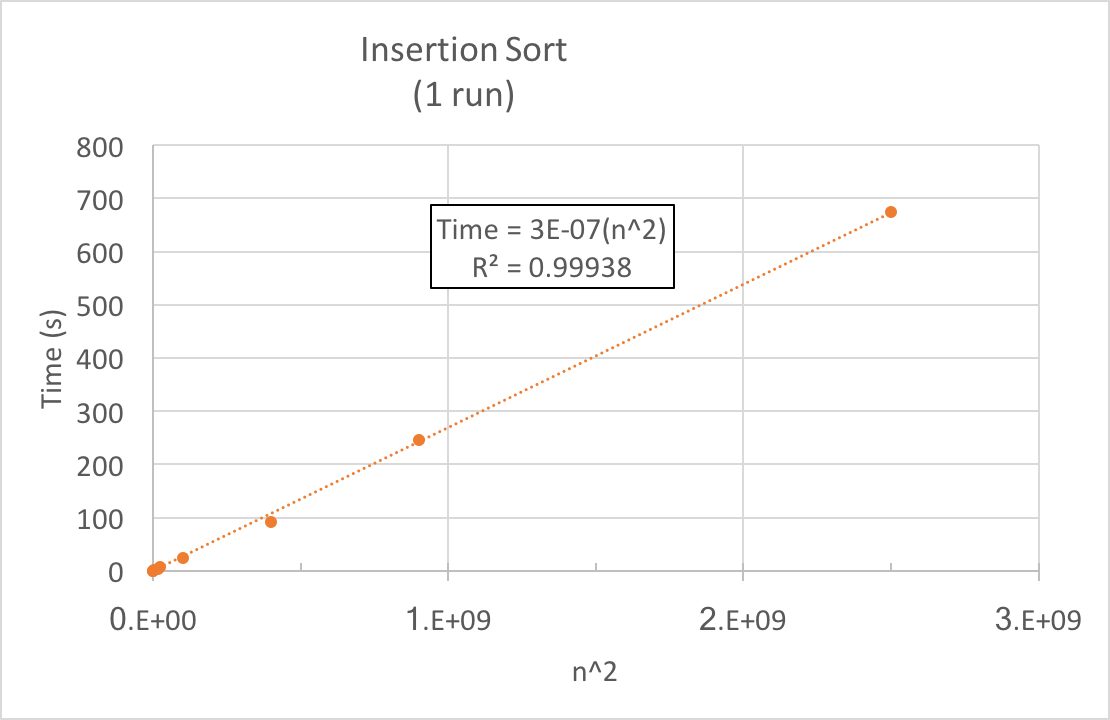 Insertion Sort
(1 run)
800
700
600
500
400
300
200
100
0
Time (s)
Time = 3E-07(n^2)
R² = 0.99938
0.E+00 1.E+09 2.E+09 3.E+09
n^2